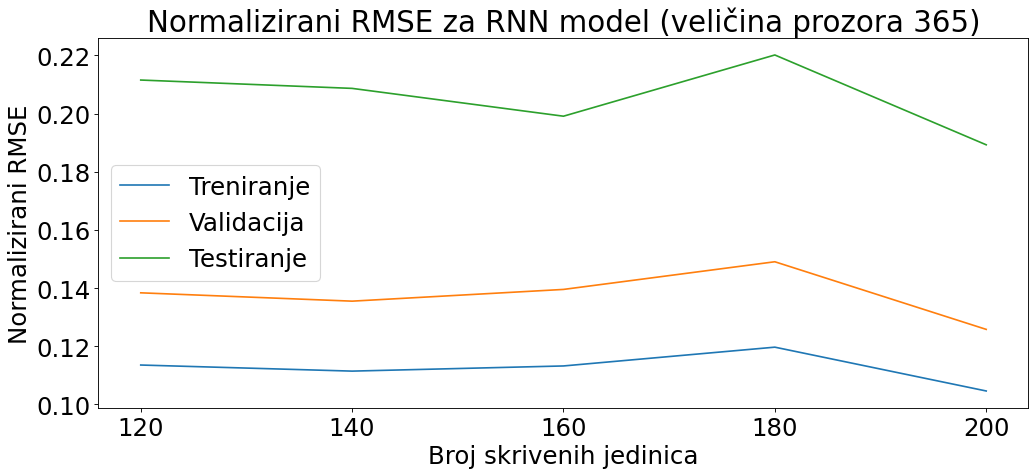 Normalizirani RMSE za RNN model (veličina prozora 365)
Normalizirani RMSE
0.22
0.20
0.18
0.16
0.14
0.12
0.10
Treniranje
Validacija
Testiranje
120 140 160 180 200
Broj skrivenih jedinica